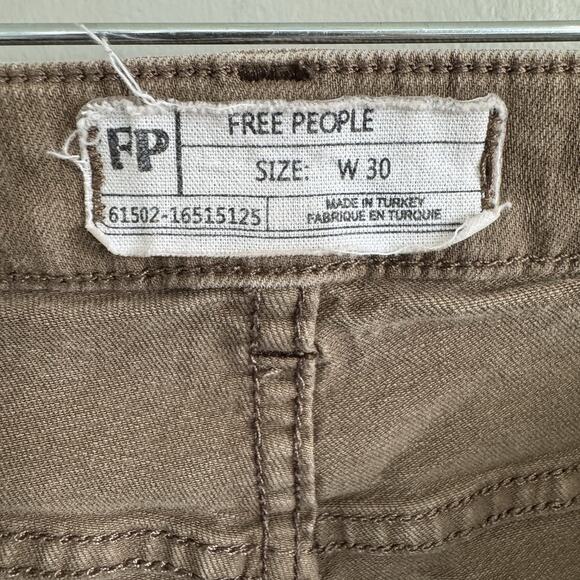 FP
FREE PEOPLE
SIZE: W 30
61502-16515125
MADE IN TURKEY
FABRIQUE EN TURQUIE